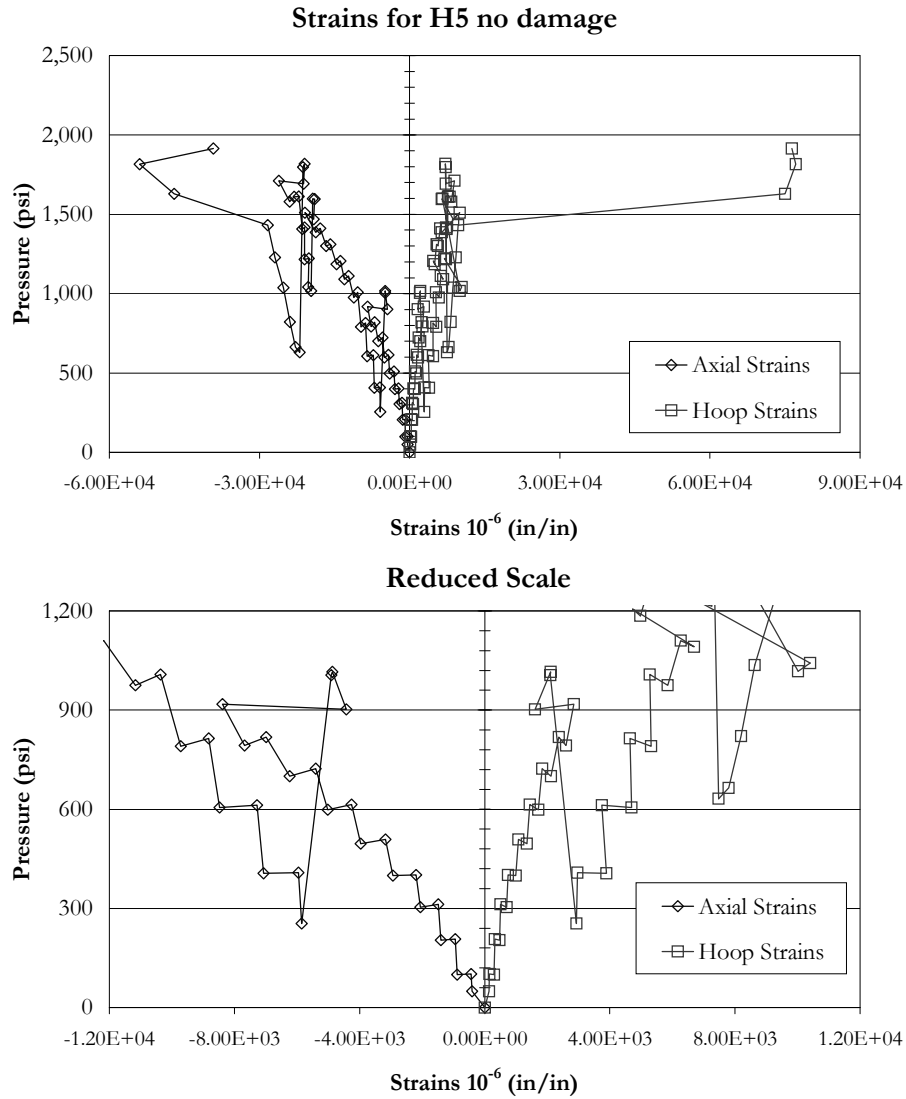 Strains for H5 no damage
2,500
2,000
1,500
1,000
500
0
Pressure (psi)
-6.00E+04 -3.00E+04 0.00E+00 3.00E+04 6.00E+04 9.00E+04
Strains 10⁻⁶ (in/in)
Axial Strains
Hoop Strains
Reduced Scale
1,200
900
600
300
0
Pressure (psi)
-1.20E+04 -8.00E+03 -4.00E+03 0.00E+00 4.00E+03 8.00E+03 1.20E+04
Strains 10⁻⁶ (in/in)
Axial Strains
Hoop Strains